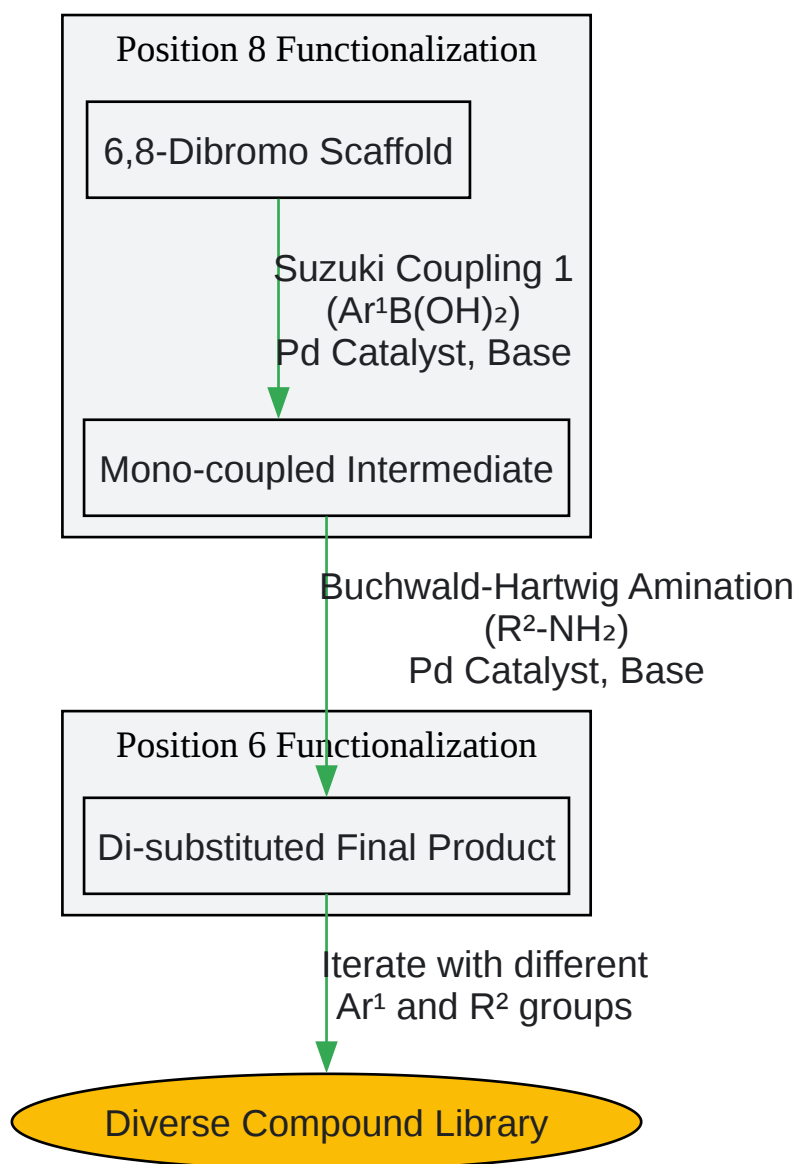 Position 8 Functionalization
6,8-Dibromo Scaffold
Suzuki Coupling 1
(Ar¹B(OH)₂)
Pd Catalyst, Base
Mono-coupled Intermediate
Buchwald-Hartwig Amination
(R²-NH₂)
Pd Catalyst, Base
Position 6 Functionalization
Di-substituted Final Product
Iterate with different
Ar¹ and R² groups
Diverse Compound Library